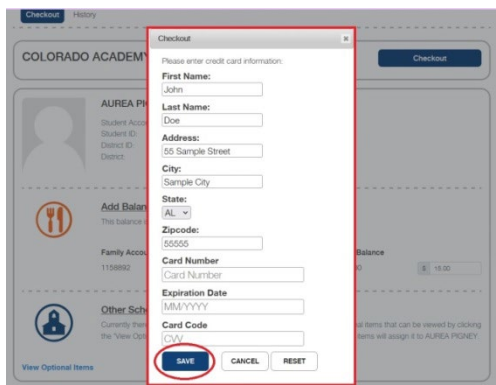 Checkout History
COLORADO ACADEMY
Checkout
AUREA
Student
Student ID:
District ID:
District
Add Balan
This balance
Family Accou
1158892
Balance
$ 15.00
Other Sch
Currently ther
al items that can be viewed by clicking
the 'View Opti
items will assign it to AUREA PIGNEY.
View Optional Items
Checkout
Please enter credit card information:
First Name:
John
Last Name:
Doe
Address:
55 Sample Street
City:
Sample City
State:
AL
Zipcode:
55555
Card Number
Card Number
Expiration Date
MM/YYYY
Card Code
CVV
SAVE CANCEL RESET